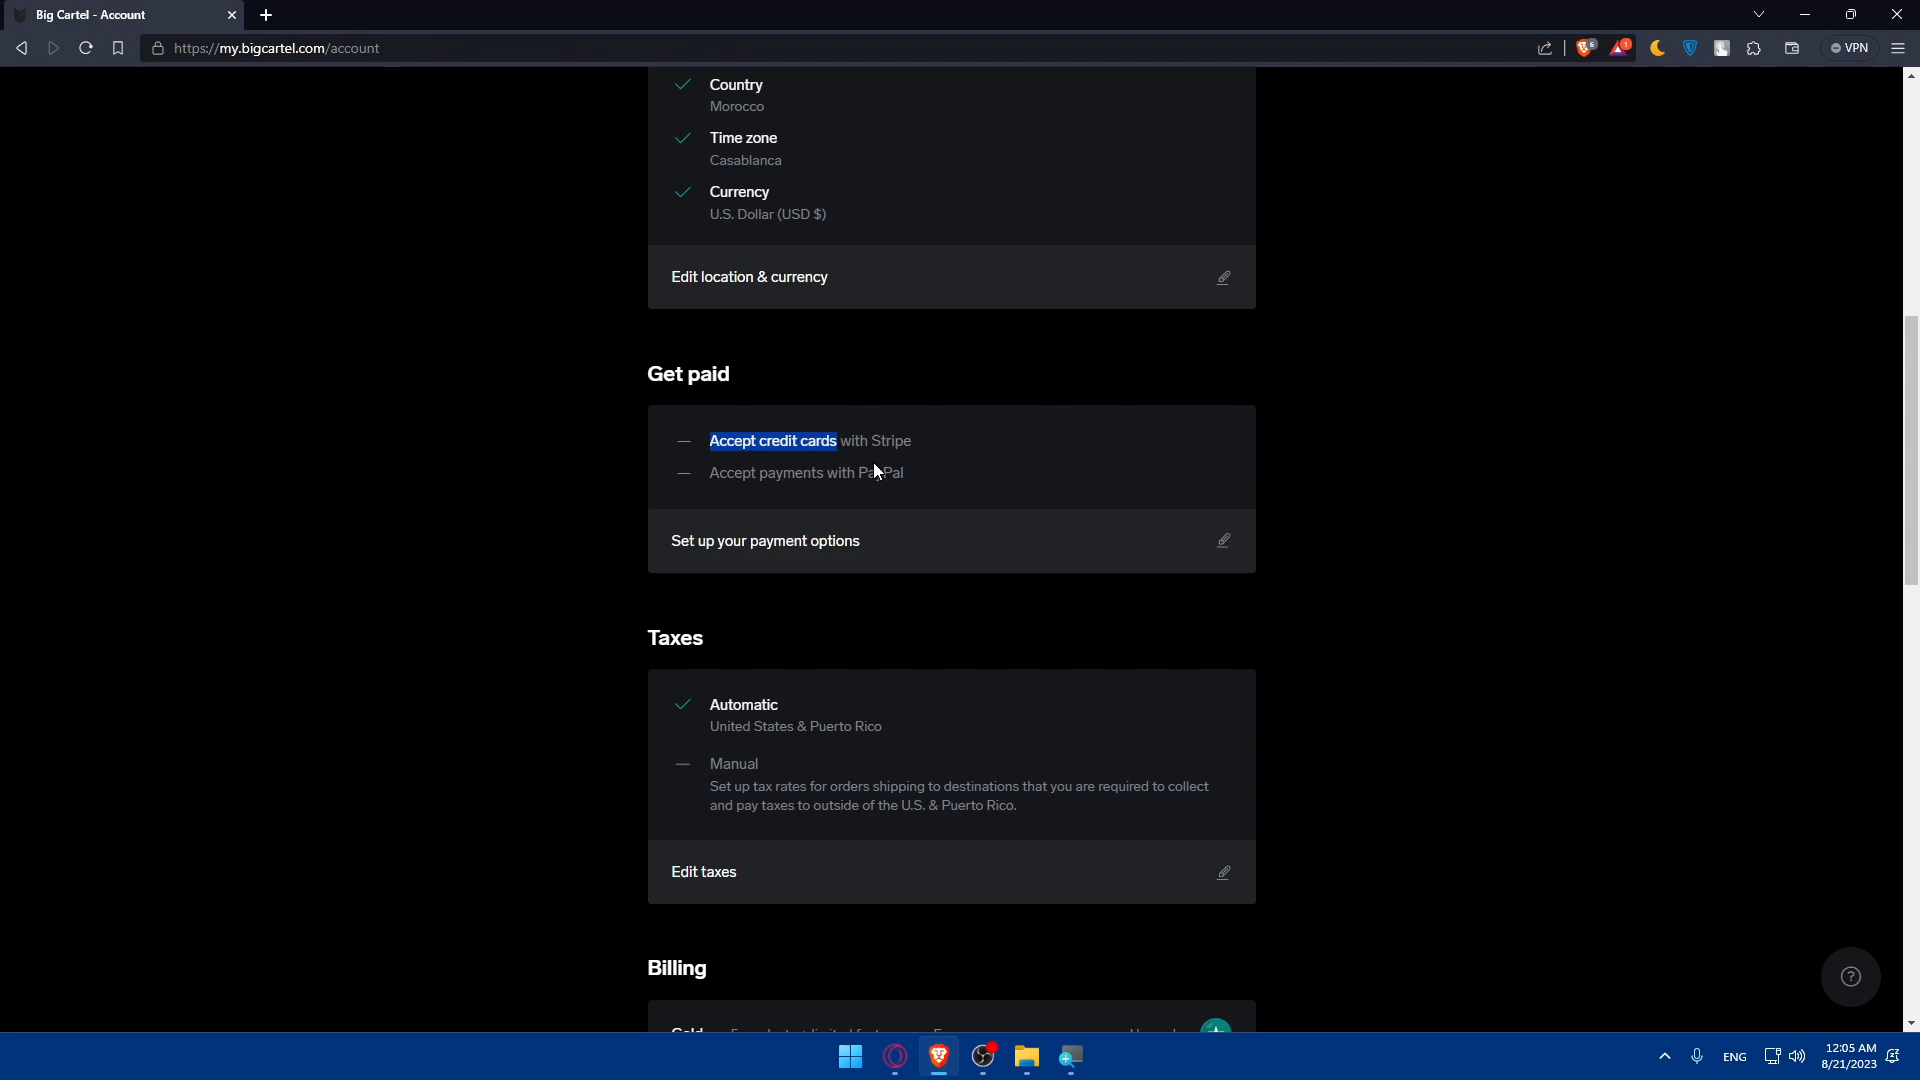 Big Cartel - Account
https://my.bigcartel.com/account
VPN
Country
Morocco
Time zone
Casablanca
Currency
U.S. Dollar (USD $)
Edit location & currency
Get paid
Accept credit cards with Stripe
Accept payments with PayPal
Set up your payment options
Taxes
Automatic
United States & Puerto Rico
Manual
Set up tax rates for orders shipping to destinations that you are required to collect
and pay taxes to outside of the U.S. & Puerto Rico.
Edit taxes
Billing
ENG
12:05 AM
8/21/2023